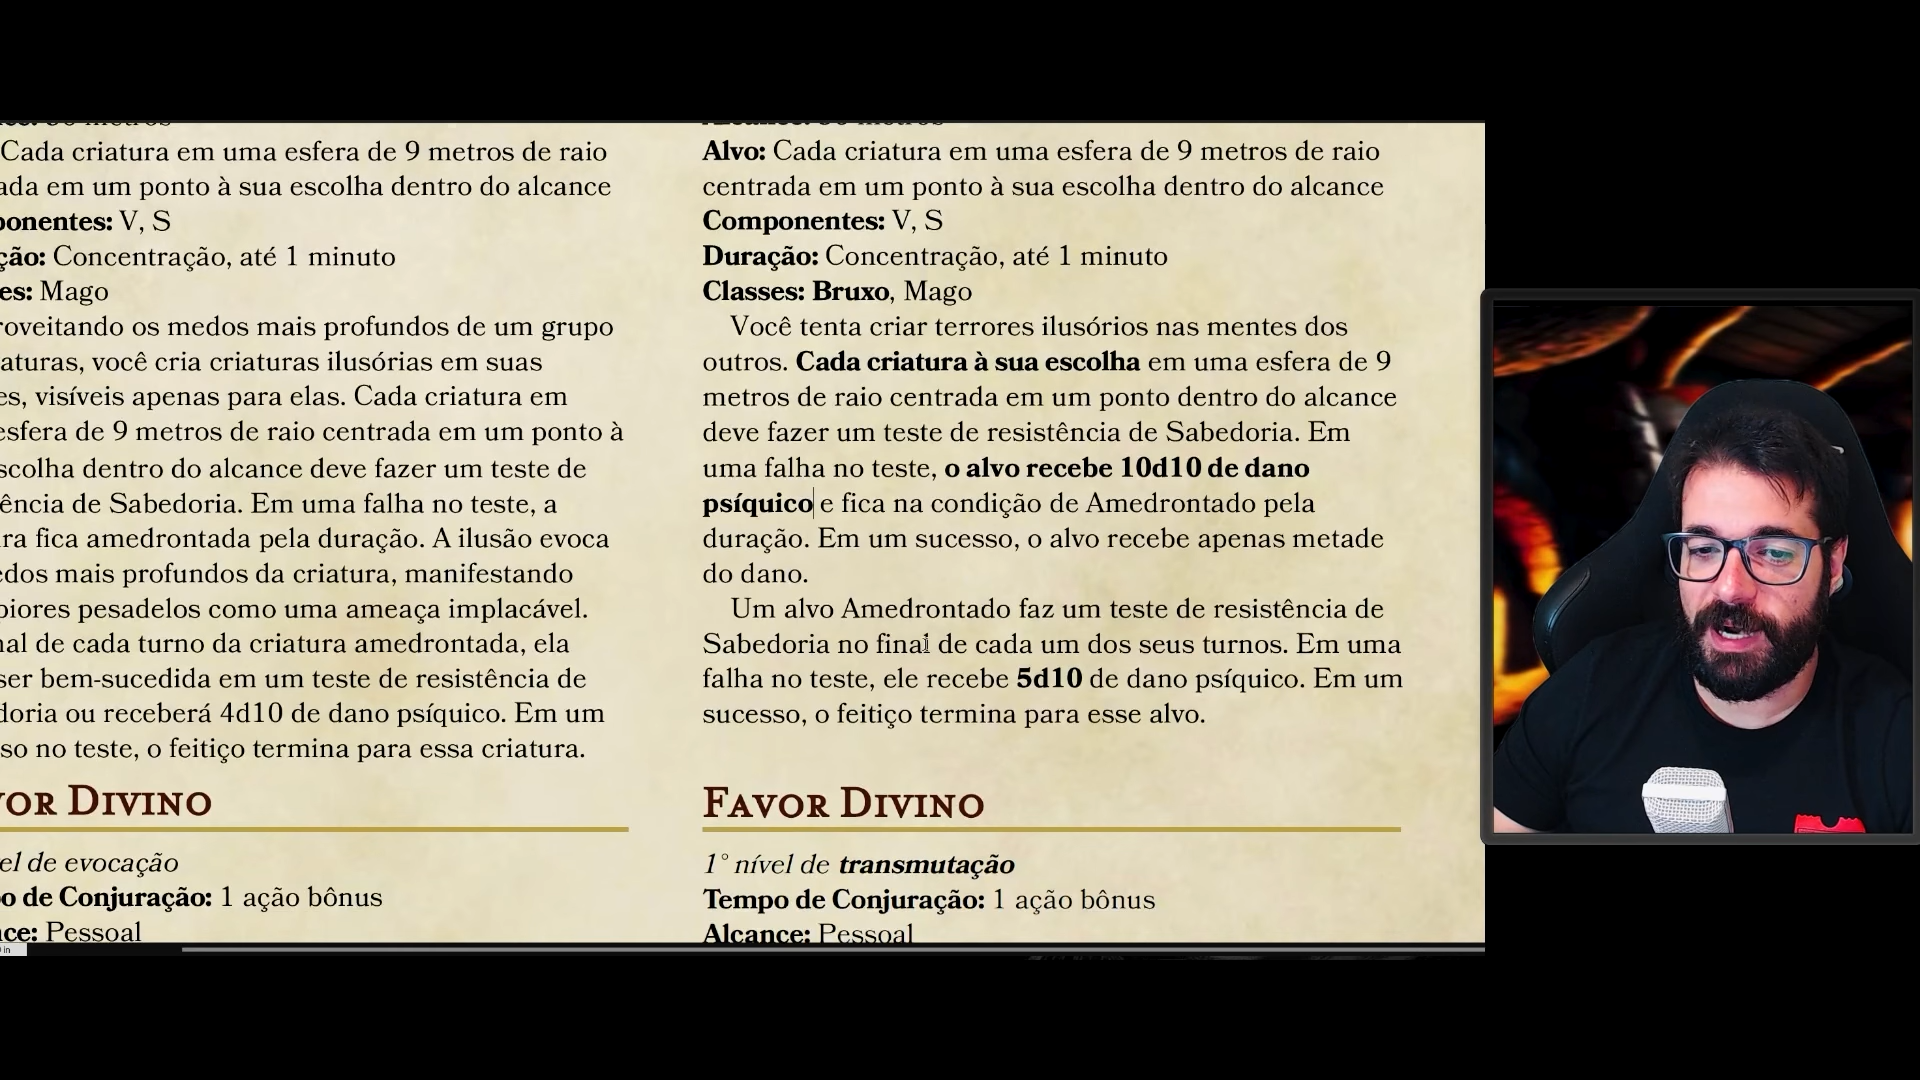 Cada criatura em uma esfera de 9 metros de raio
ada em um ponto à sua escolha dentro do alcance
ponentes: V, S
ção: Concentração, até 1 minuto
es: Mago
roveitando os medos mais profundos de um grupo
aturas, você cria criaturas ilusórias em suas
es, visíveis apenas para elas. Cada criatura em
esfera de 9 metros de raio centrada em um ponto à
scolha dentro do alcance deve fazer um teste de
ência de Sabedoria. Em uma falha no teste, a
ra fica amedrontada pela duração. A ilusão evoca
edos mais profundos da criatura, manifestando
piores pesadelos como uma ameaça implacável.
nal de cada turno da criatura amedrontada, ela
ser bem-sucedida em um teste de resistência de
doria ou receberá 4d10 de dano psíquico. Em um
so no teste, o feitiço termina para essa criatura.
vor Divino
el de evocação
o de Conjuração: 1 ação bônus
nce: Pessoal
Alcance: 36 metros
Alvo: Cada criatura em uma esfera de 9 metros de raio
centrada em um ponto à sua escolha dentro do alcance
Componentes: V, S
Duração: Concentração, até 1 minuto
Classes: Bruxo, Mago
Você tenta criar terrores ilusórios nas mentes dos
outros. Cada criatura à sua escolha em uma esfera de 9
metros de raio centrada em um ponto dentro do alcance
deve fazer um teste de resistência de Sabedoria. Em
uma falha no teste, o alvo recebe 10d10 de dano
psíquico e fica na condição de Amedrontado pela
duração. Em um sucesso, o alvo recebe apenas metade
do dano.
Um alvo Amedrontado faz um teste de resistência de
Sabedoria no final de cada um dos seus turnos. Em uma
falha no teste, ele recebe 5d10 de dano psíquico. Em um
sucesso, o feitiço termina para esse alvo.
Favor Divino
1° nível de transmutação
Tempo de Conjuração: 1 ação bônus
Alcance: Pessoal